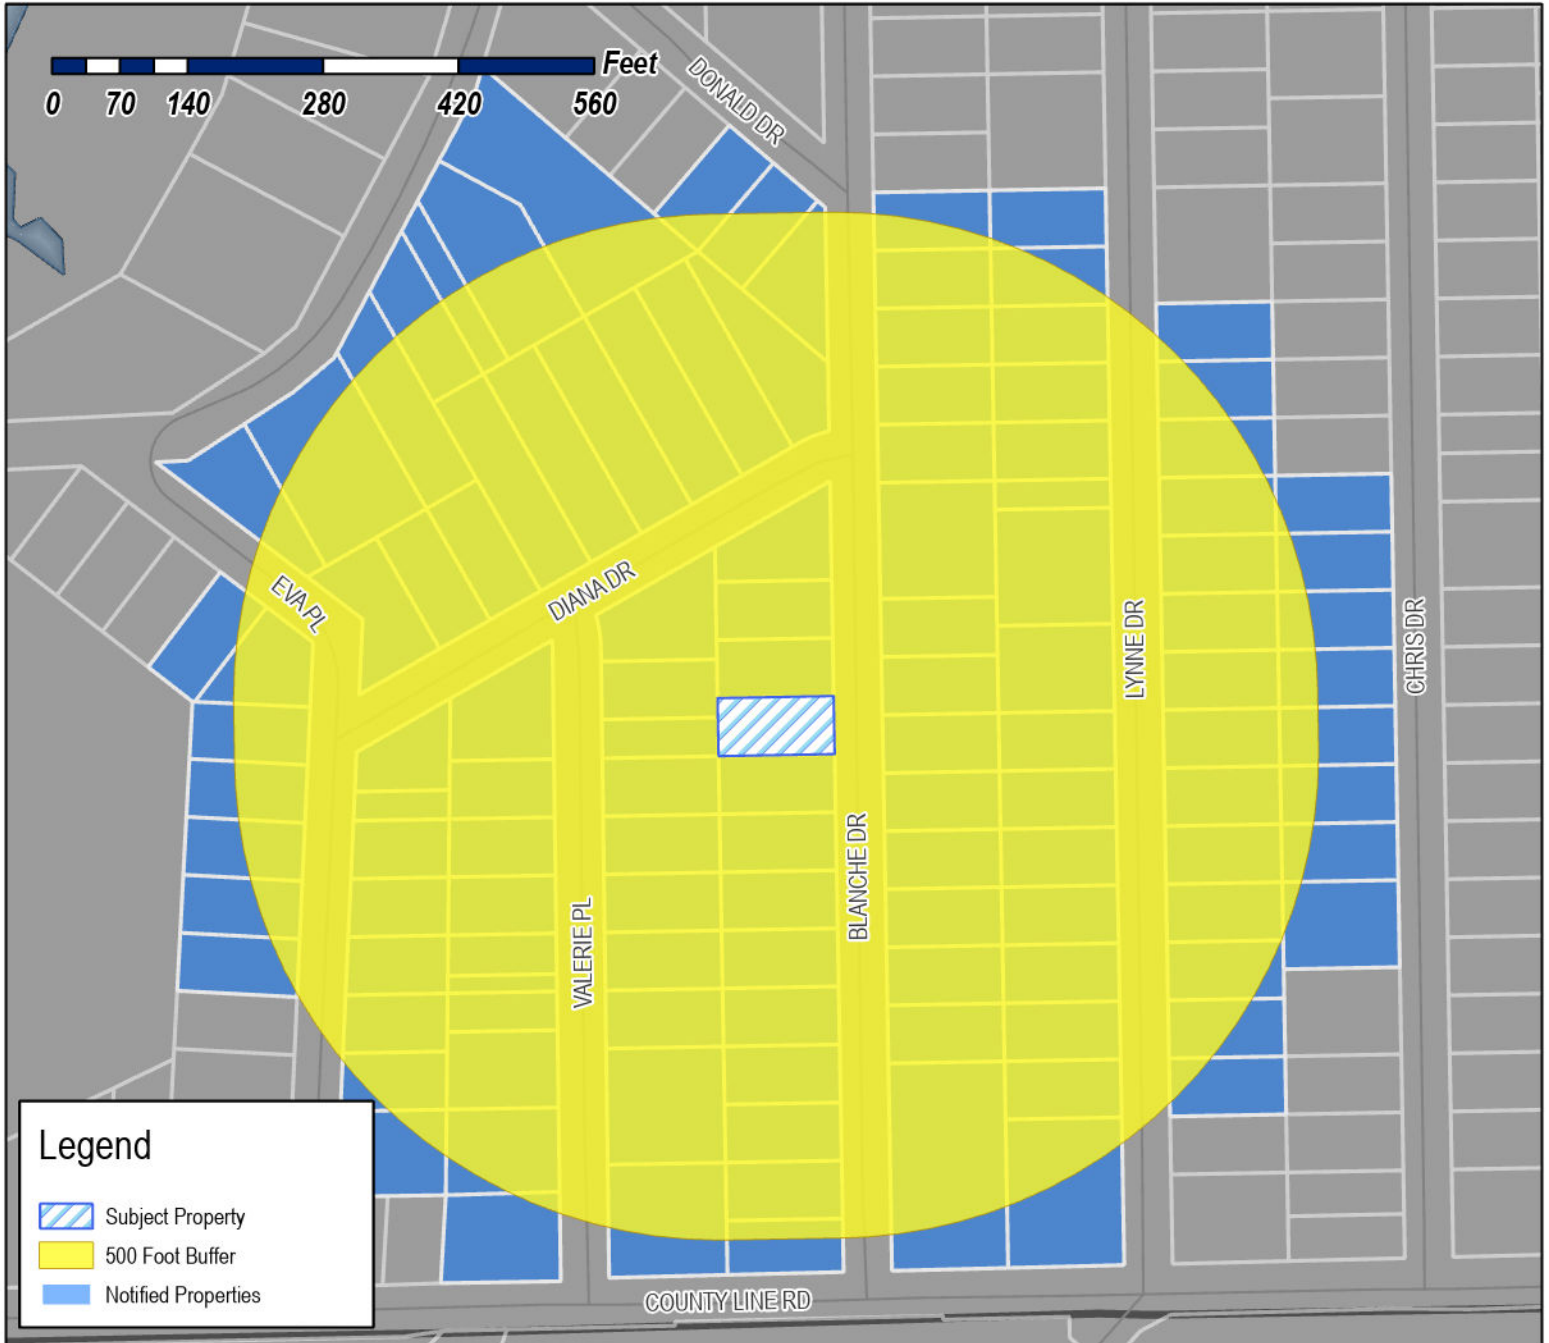 Feet
0 70 140 280 420 560
DONALD DR
EVA PL
DIANA DR
LYNNE DR
CHRIS DR
BLANCHE DR
VALERIE PL
COUNTY LINE RD
Legend
Subject Property
500 Foot Buffer
Notified Properties